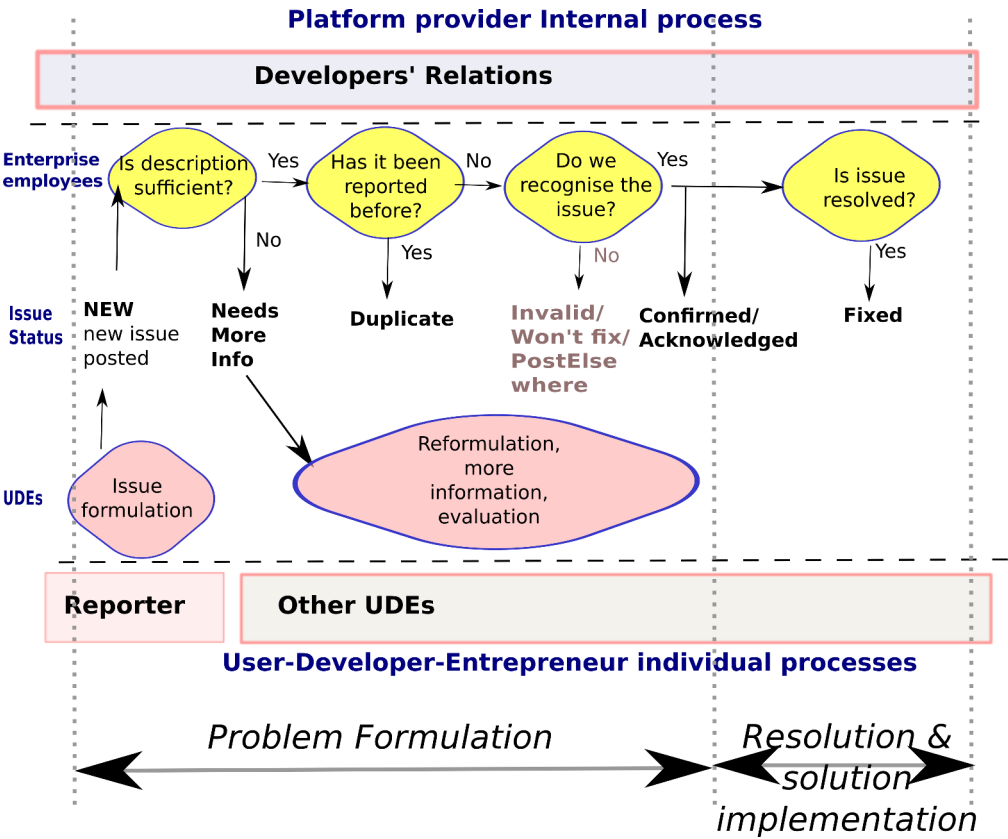 Platform provider Internal process
Developers' Relations
Enterprise
employees
Is description
sufficient?
Yes
Has it been
reported
before?
No
Do we
recognise the
issue?
Yes
Is issue
resolved?
No
Yes
No
Yes
Issue
Status
NEW
new issue
posted
Needs
More
Info
Duplicate
Invalid/
Won't fix/
PostElse
where
Confirmed/
Acknowledged
Fixed
UDEs
Issue
formulation
Reformulation,
more
information,
evaluation
Reporter
Other UDEs
User-Developer-Entrepreneur individual processes
Problem Formulation
Resolution &
solution
implementation